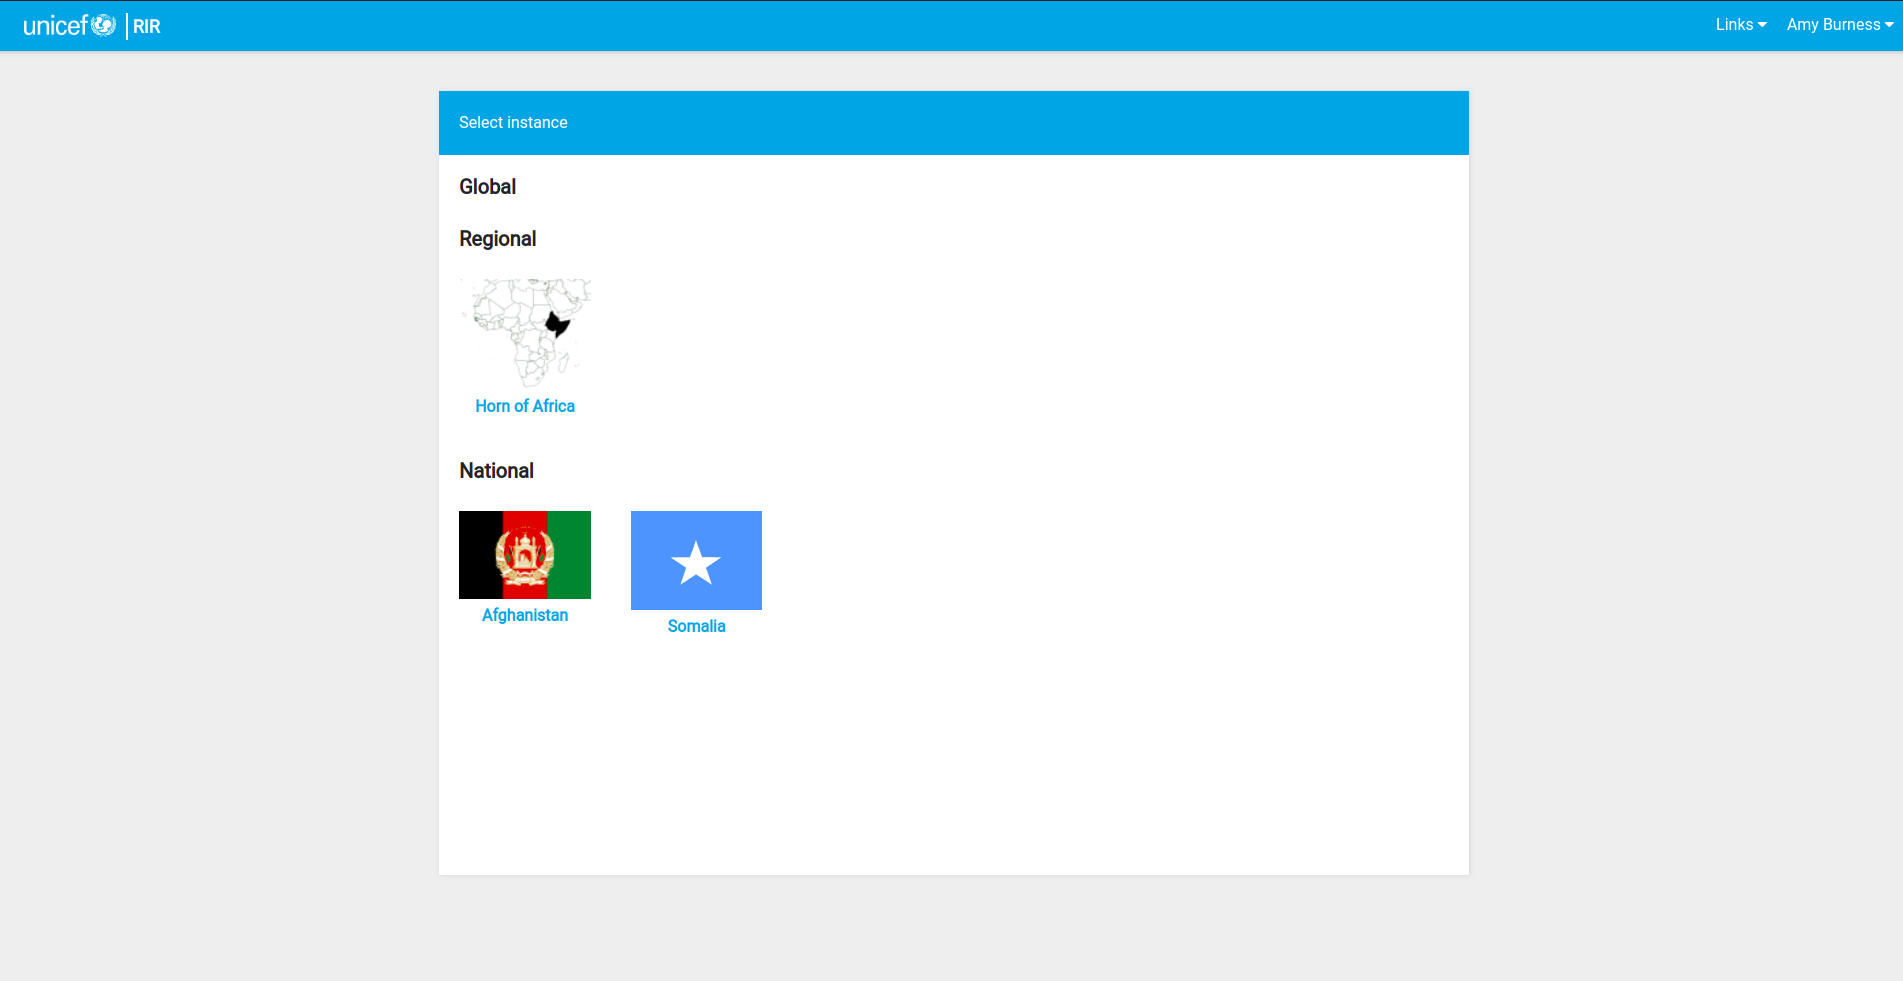 unicef RIR
Links Amy Burness
Select instance
Global
Regional
Horn of Africa
National
Afghanistan
Somalia